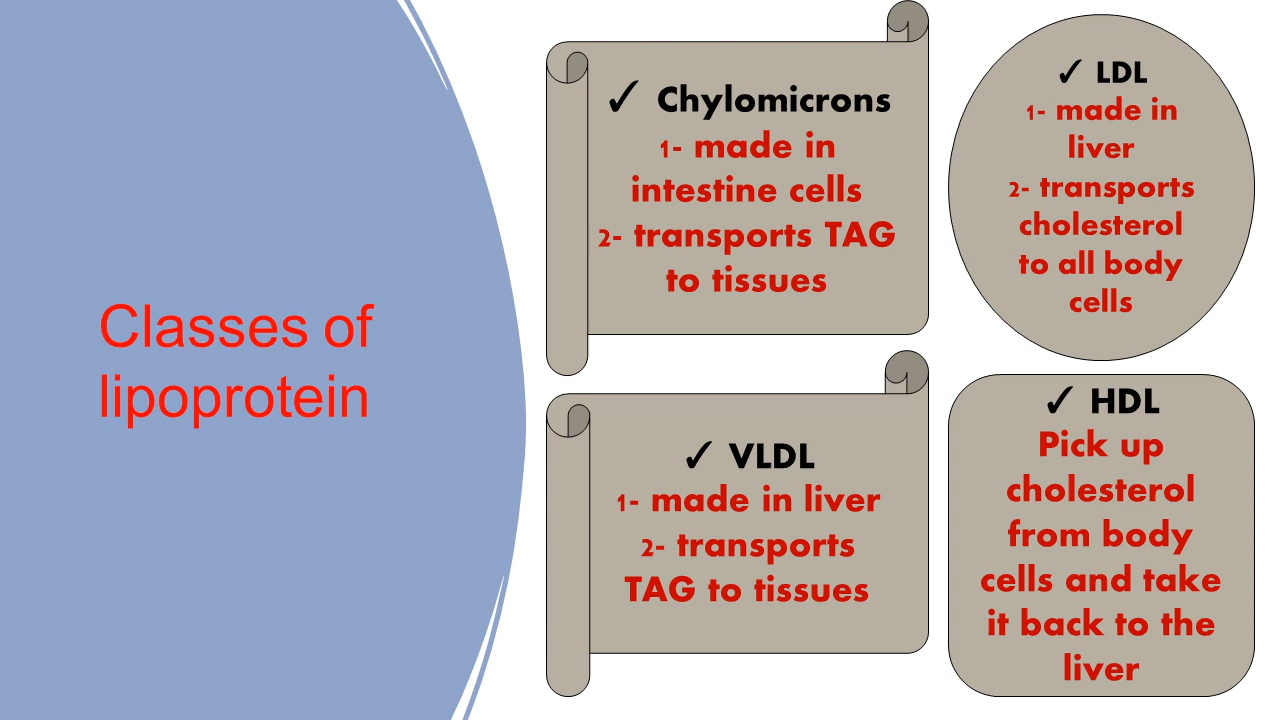 Classes of
lipoprotein
✓ Chylomicrons
1- made in
intestine cells
2- transports TAG
to tissues
✓ LDL
1- made in
liver
2- transports
cholesterol
to all body
cells
✓ VLDL
1- made in liver
2- transports
TAG to tissues
✓ HDL
Pick up
cholesterol
from body
cells and take
it back to the
liver